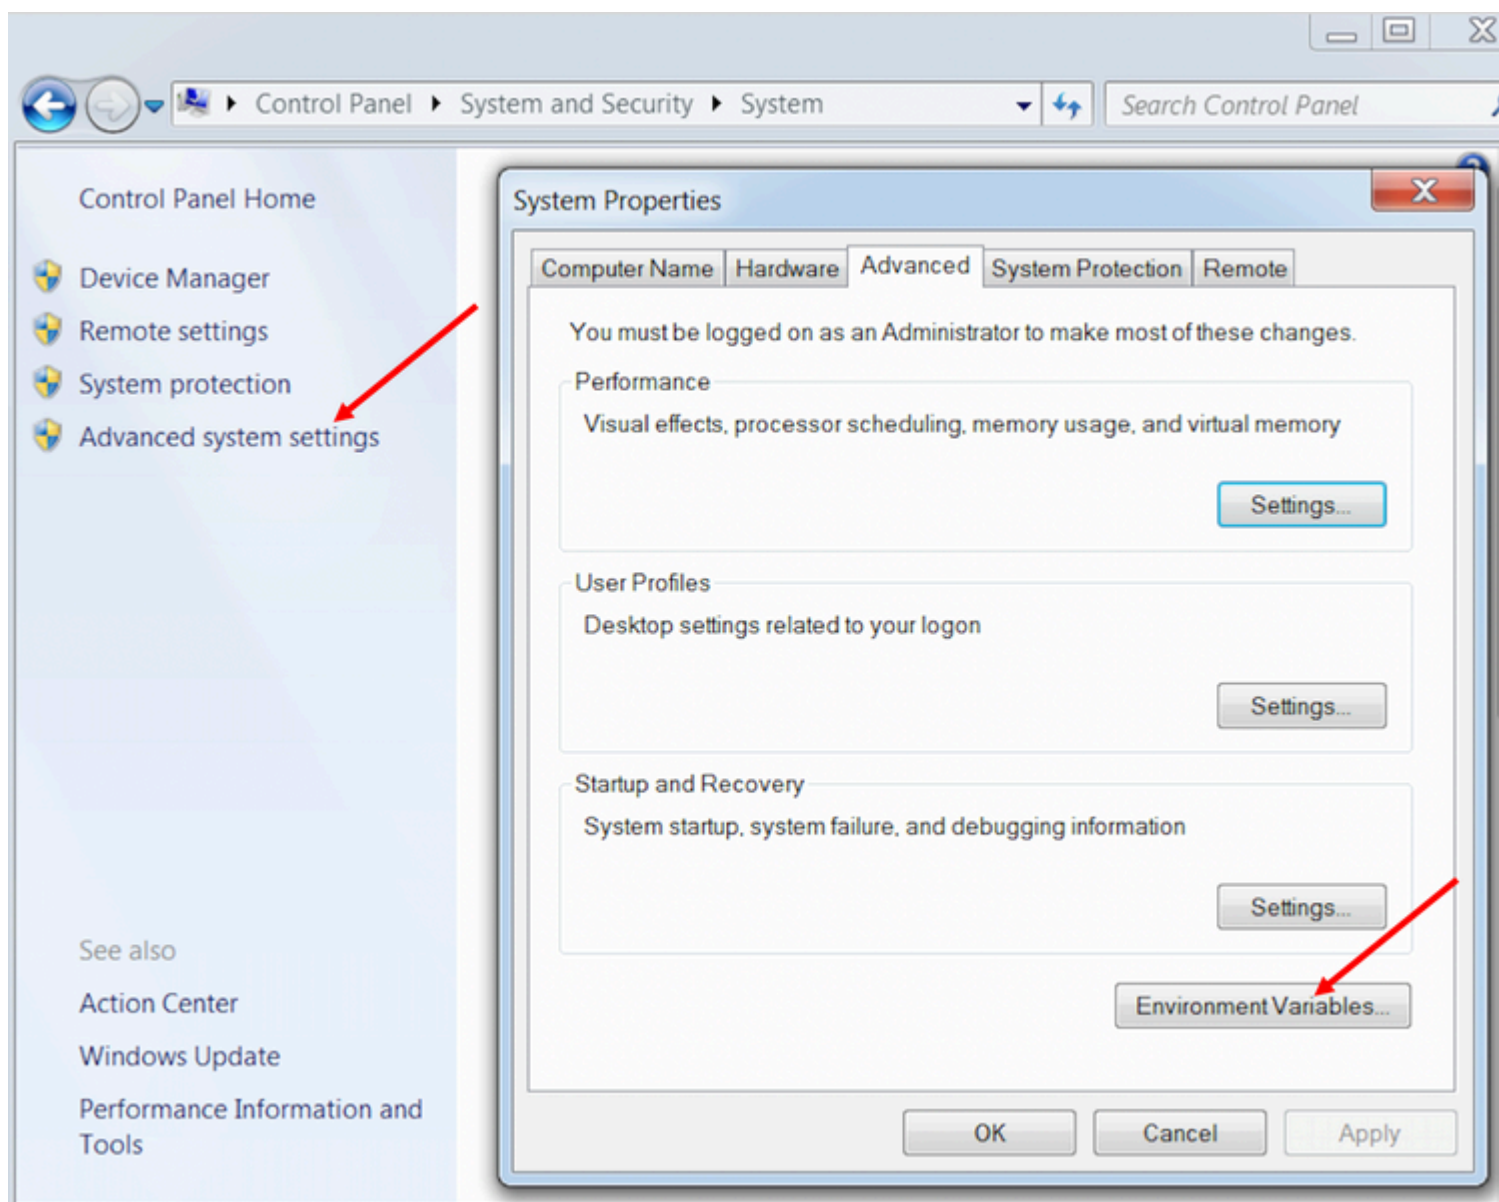 Control Panel System and Security System
Search Control Panel
Control Panel Home
Device Manager
Remote settings
System protection
Advanced system settings
See also
Action Center
Windows Update
Performance Information and
Tools
System Properties
Computer Name Hardware Advanced System Protection Remote
You must be logged on as an Administrator to make most of these changes.
Performance
Visual effects, processor scheduling, memory usage, and virtual memory
Settings...
User Profiles
Desktop settings related to your logon
Settings...
Startup and Recovery
System startup, system failure, and debugging information
Settings...
Environment Variables...
OK Cancel Apply